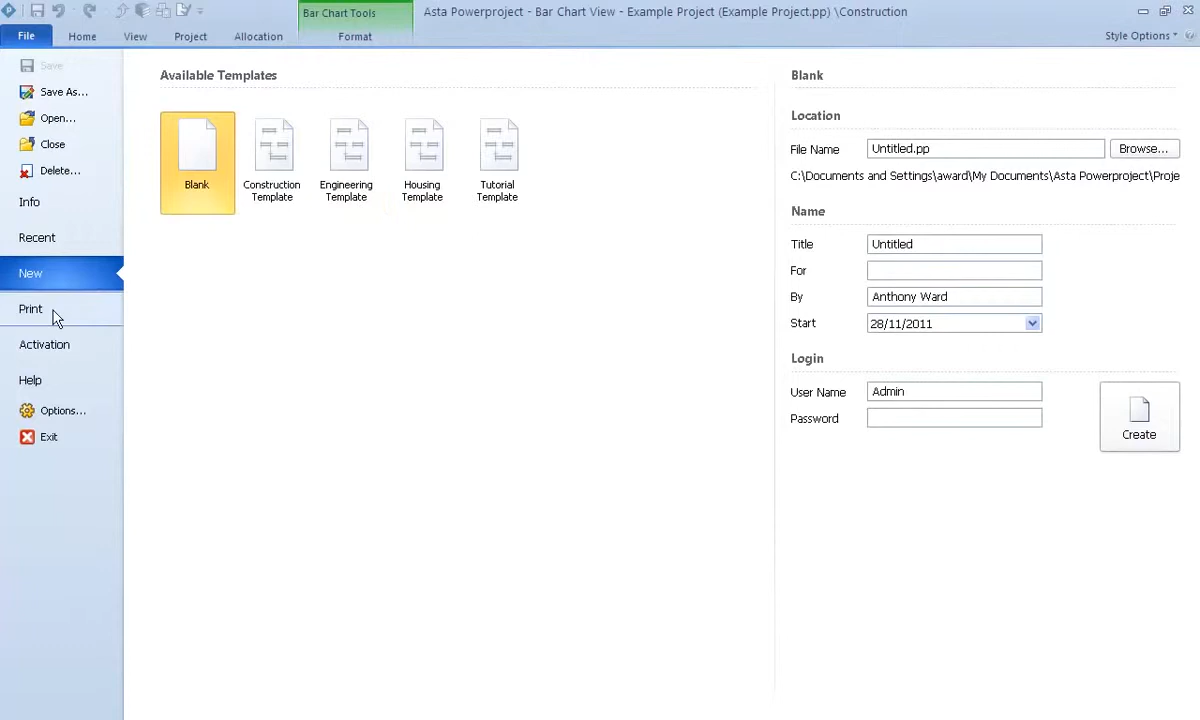 Bar Chart Tools
Asta Powerproject - Bar Chart View - Example Project (Example Project.pp) \Construction
File
Home
View
Project
Allocation
Format
Style Options
Save
Save As...
Open...
Close
Delete...
Info
Recent
New
Print
Activation
Help
Options...
Exit
Available Templates
Blank
Construction
Template
Engineering
Template
Housing
Template
Tutorial
Template
Blank
Location
File Name
Untitled.pp
Browse...
C:\Documents and Settings\award\My Documents\Asta Powerproject\Proje
Name
Title
Untitled
For
By
Anthony Ward
Start
28/11/2011
Login
User Name
Admin
Password
Create